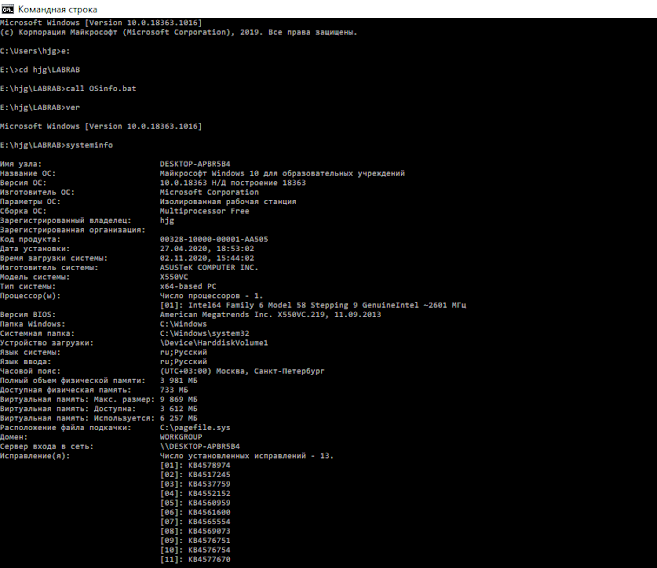 Командная строка
Microsoft Windows [Version 10.0.18363.1016]
(c) Корпорация Майкрософт (Microsoft Corporation), 2019. Все права защищены.
C:\Users\hjg>e:
E:\>cd hjg\LABRAB
E:\hjg\LABRAB>call OSinfo.bat
E:\hjg\LABRAB>ver
Microsoft Windows [Version 10.0.18363.1016]
E:\hjg\LABRAB>systeminfo
Имя узла: DESKTOP-APBR5B4
Название ОС: Майкрософт Windows 10 для образовательных учреждений
Версия ОС: 10.0.18363 Н/Д построение 18363
Изготовитель ОС: Microsoft Corporation
Параметры ОС: Изолированная рабочая станция
Сборка ОС: Multiprocessor Free
Зарегистрированный владелец: hjg
Зарегистрированная организация:
Код продукта: 00328-10000-00001-AA505
Дата установки: 27.04.2020, 18:53:02
Время загрузки системы: 02.11.2020, 15:44:02
Изготовитель системы: ASUSTeK COMPUTER INC.
Модель системы: X550VC
Тип системы: x64-based PC
Процессор(ы): Число процессоров - 1.
[01]: Intel64 Family 6 Model 58 Stepping 9 GenuineIntel ~2601 МГц
Версия BIOS: American Megatrends Inc. X550VC.219, 11.09.2013
Папка Windows: C:\Windows
Системная папка: C:\Windows\system32
Устройство загрузки: \Device\HarddiskVolume1
Язык системы: ru;Русский
Язык ввода: ru;Русский
Часовой пояс: (UTC+03:00) Москва, Санкт-Петербург
Полный объем физической памяти: 3 981 МБ
Доступная физическая память: 733 МБ
Виртуальная память: Макс. размер: 9 869 МБ
Виртуальная память: Доступна: 3 612 МБ
Виртуальная память: Используется: 6 257 МБ
Расположение файла подкачки: C:\pagefile.sys
Домен: WORKGROUP
Сервер входа в сеть: \\DESKTOP-APBR5B4
Исправление(я): Число установленных исправлений - 13.
[01]: KB4578974
[02]: KB4517245
[03]: KB4537759
[04]: KB4552152
[05]: KB4560959
[06]: KB4561600
[07]: KB4565554
[08]: KB4569073
[09]: KB4576751
[10]: KB4576754
[11]: KB4577670